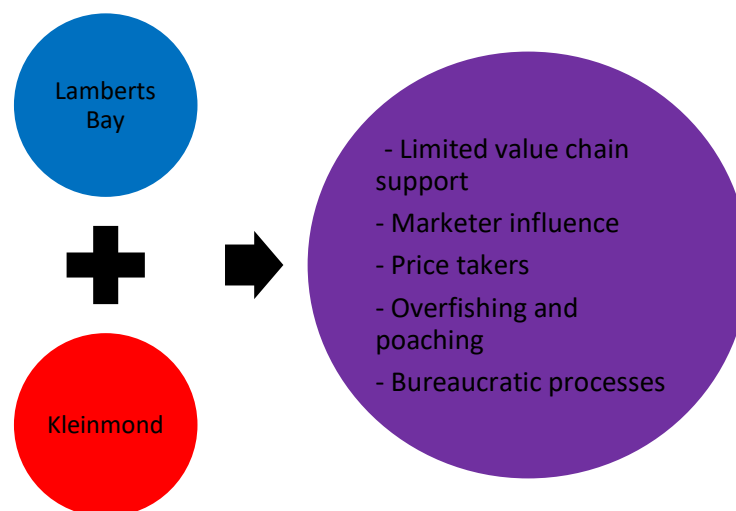 Lamberts
Bay
Kleinmond
- Limited value chain
support
- Marketer influence
- Price takers
- Overfishing and
poaching
- Bureaucratic processes